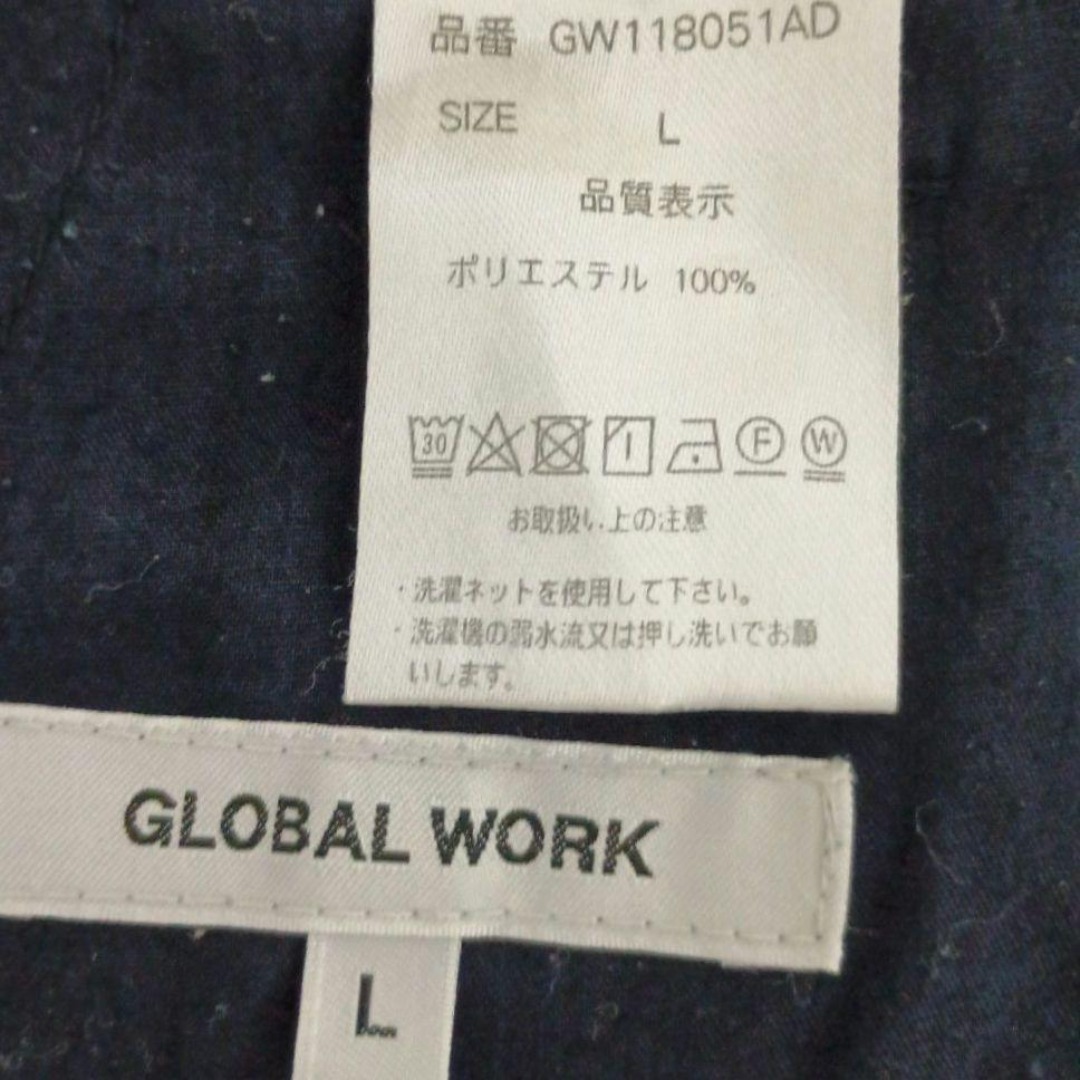 品番 GW118051AD
SIZE L
品質表示
ポリエステル 100%
30 F W
お取扱い上の注意
・洗濯ネットを使用して下さい。
・洗濯機の弱水流又は押し洗いでお願
いします。
GLOBAL WORK
L